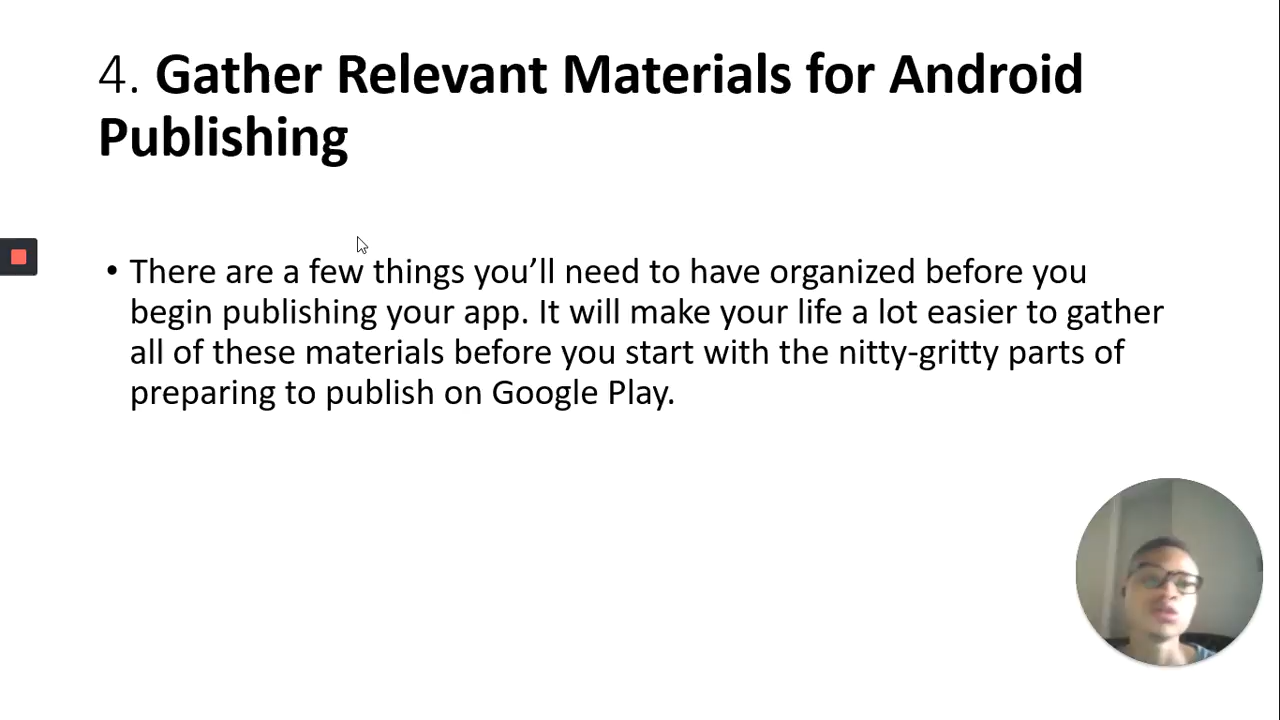 4. Gather Relevant Materials for Android
Publishing
• There are a few things you’ll need to have organized before you
begin publishing your app. It will make your life a lot easier to gather
all of these materials before you start with the nitty-gritty parts of
preparing to publish on Google Play.